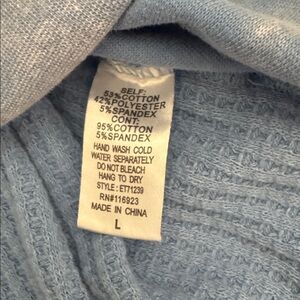 SELF:
53%COTTON
42%POLYESTER
5%SPANDEX
CONT:
95%COTTON
5%SPANDEX
HAND WASH COLD
WATER SEPARATELY
DO NOT BLEACH
HANG TO DRY
STYLE : ET71239
RN#116923
MADE IN CHINA
L